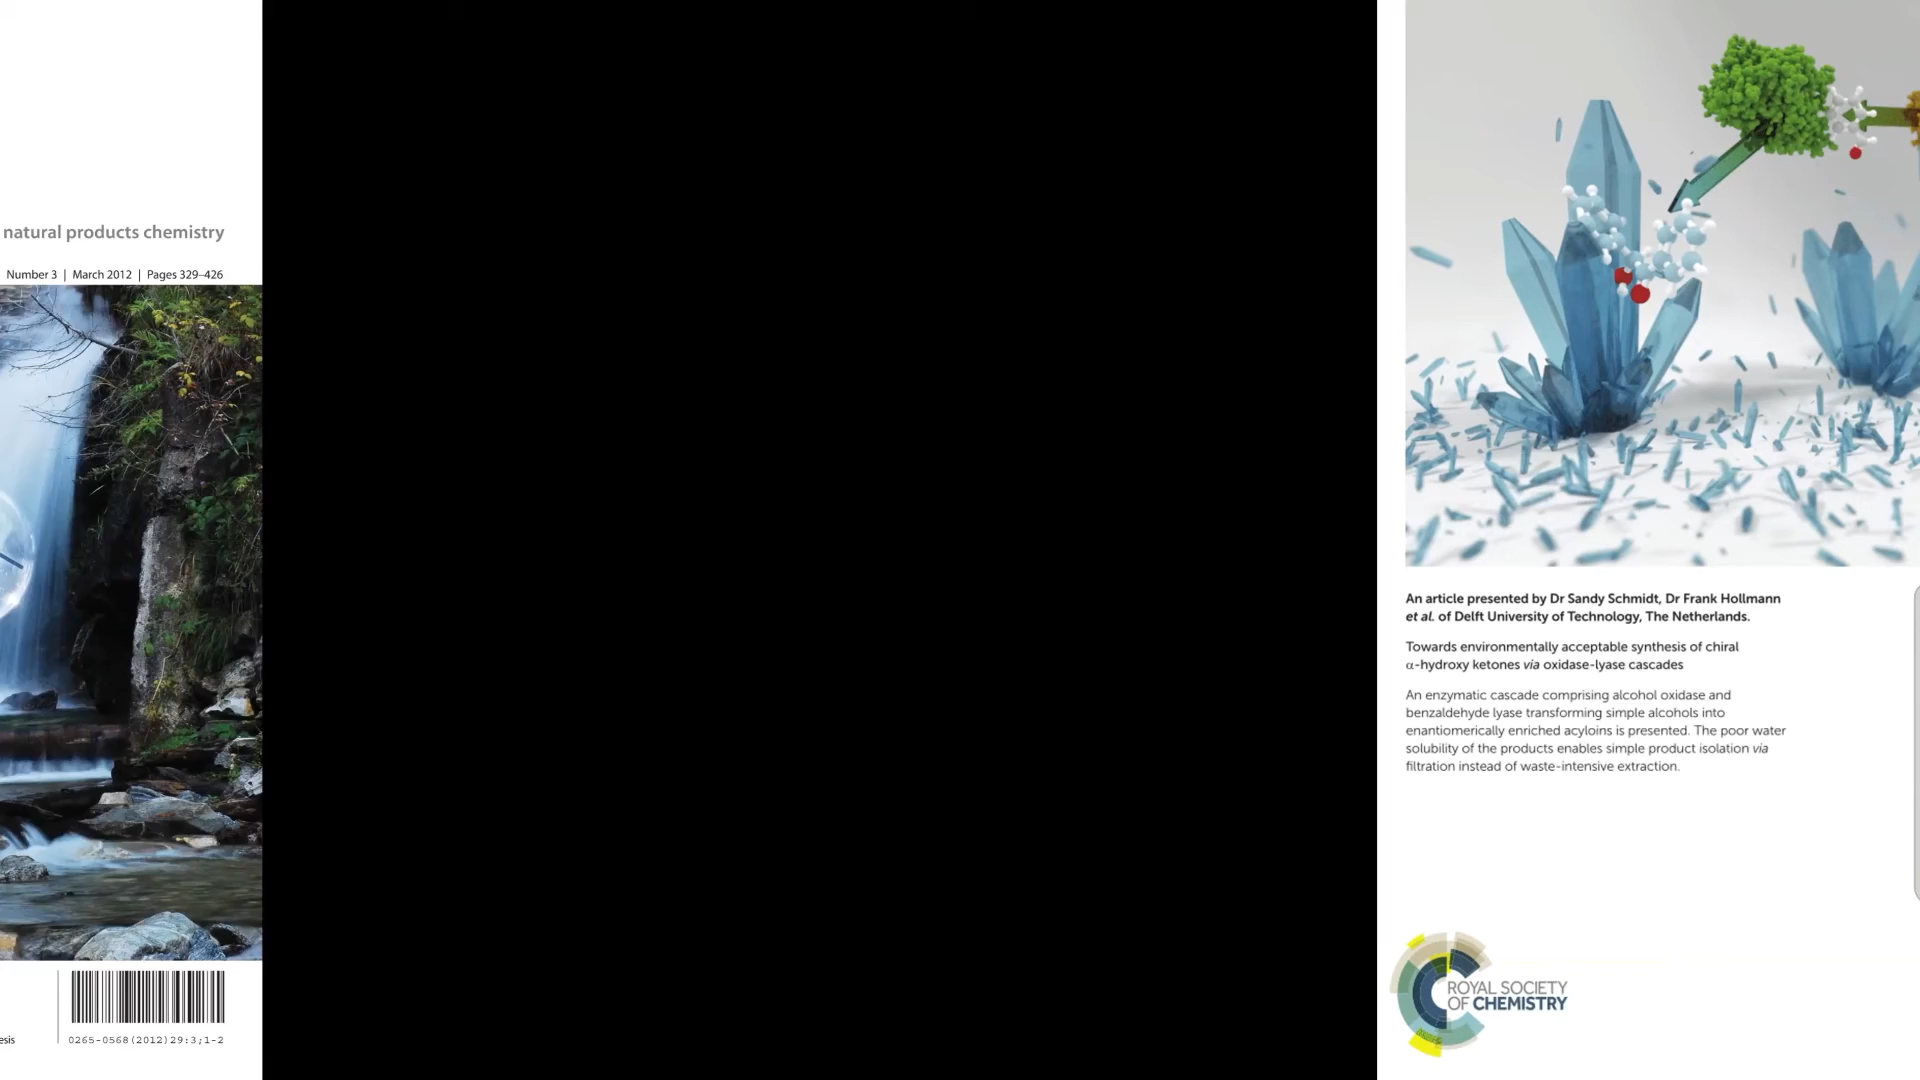 natural products chemistry
Number 3 | March 2012 | Pages 329–426
0265-0568(2012)29:3;1-2
An article presented by Dr Sandy Schmidt, Dr Frank Hollmann
et al. of Delft University of Technology, The Netherlands.
Towards environmentally acceptable synthesis of chiral
α-hydroxy ketones via oxidase-lyase cascades
An enzymatic cascade comprising alcohol oxidase and
benzaldehyde lyase transforming simple alcohols into
enantiomerically enriched acyloins is presented. The poor water
solubility of the products enables simple product isolation via
filtration instead of waste-intensive extraction.
ROYAL SOCIETY
OF CHEMISTRY